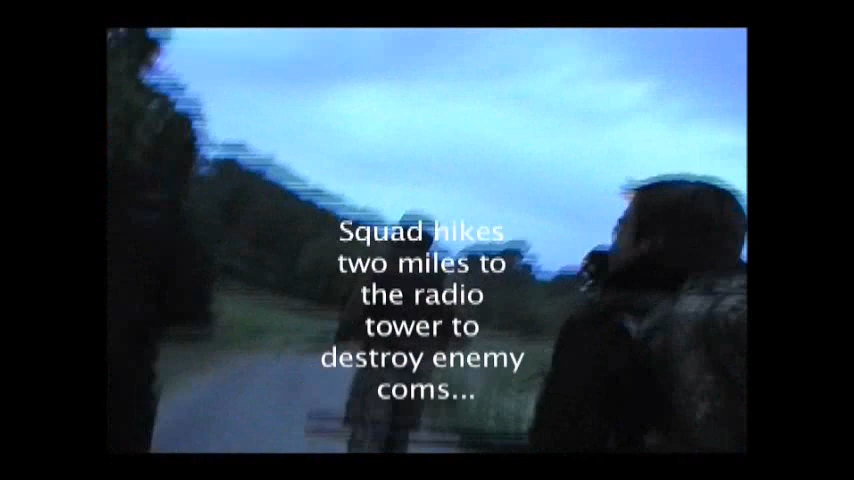 Squad hikes
two miles to
the radio
tower to
destroy enemy
coms...